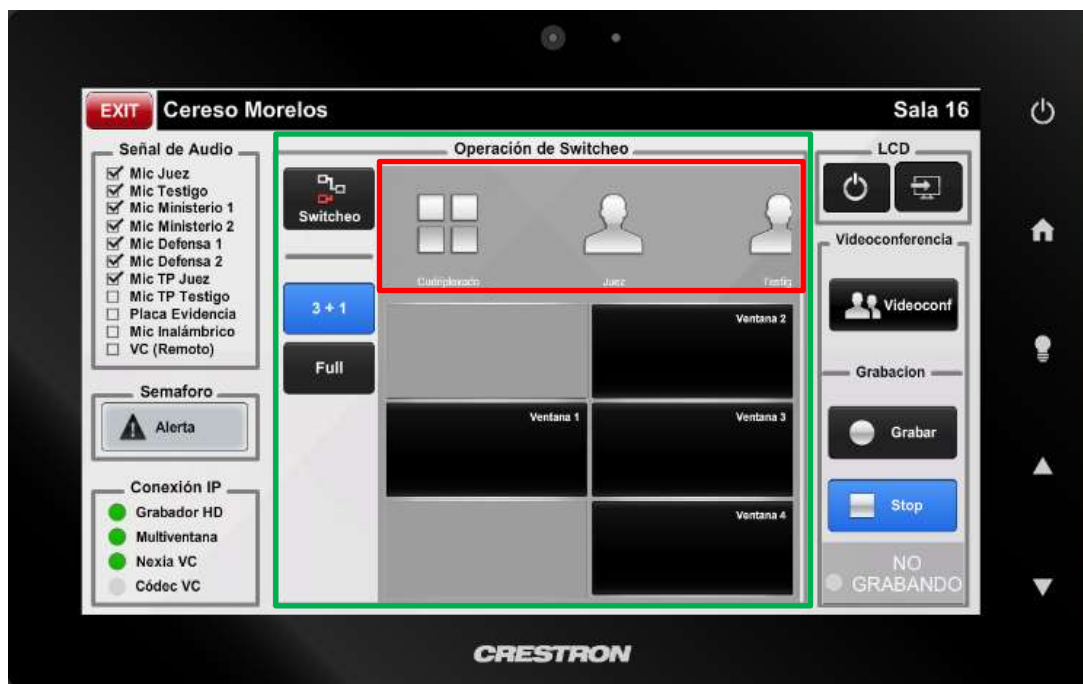 EXIT Cereso Morelos Sala 16
Señal de Audio
Mic Juez
Mic Testigo
Mic Ministerio 1
Mic Ministerio 2
Mic Defensa 1
Mic Defensa 2
Mic TP Juez
Mic TP Testigo
Placa Evidencia
Mic Inalámbrico
VC (Remoto)
Semaforo
Alerta
Conexión IP
Grabador HD
Multiventana
Nexia VC
Códec VC
Operación de Switcheo
Switcheo
3 + 1
Full
Cudriplexado Juez Testig
Ventana 2
Ventana 1
Ventana 3
Ventana 4
LCD
Videoconferencia
Videoconf
Grabacion
Grabar
Stop
NO
GRABANDO
CRESTRON